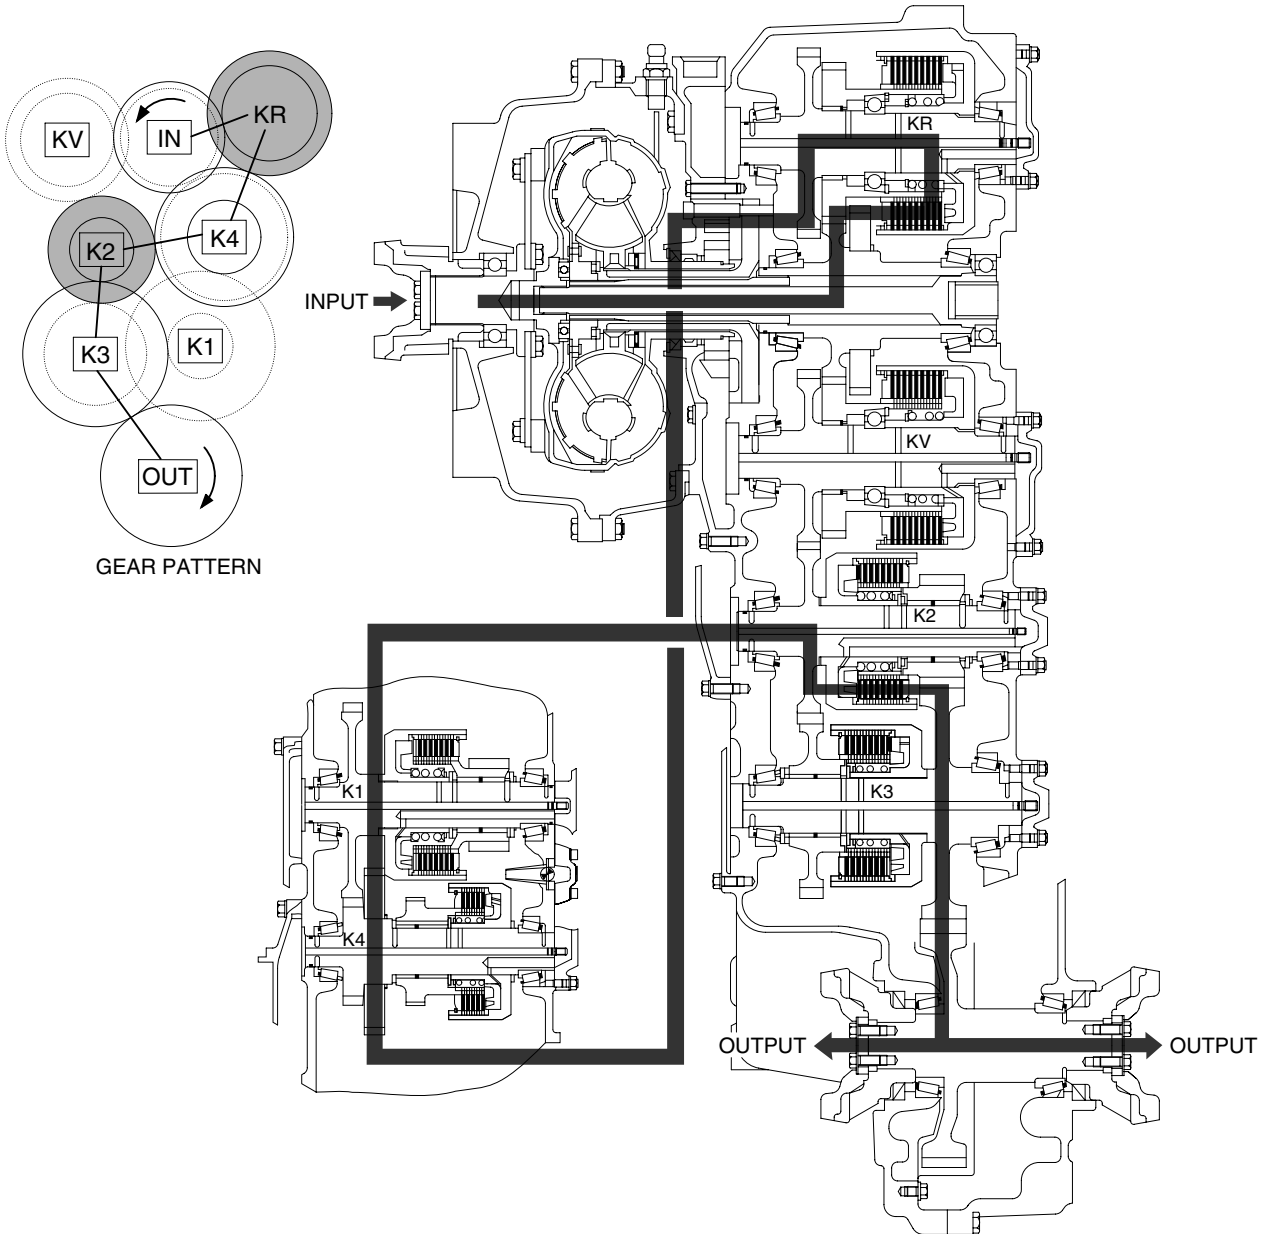 KV
IN
KR
K2
K4
K3
K1
OUT
GEAR PATTERN
INPUT
KR
KV
K2
K3
K1
K4
OUTPUT
OUTPUT